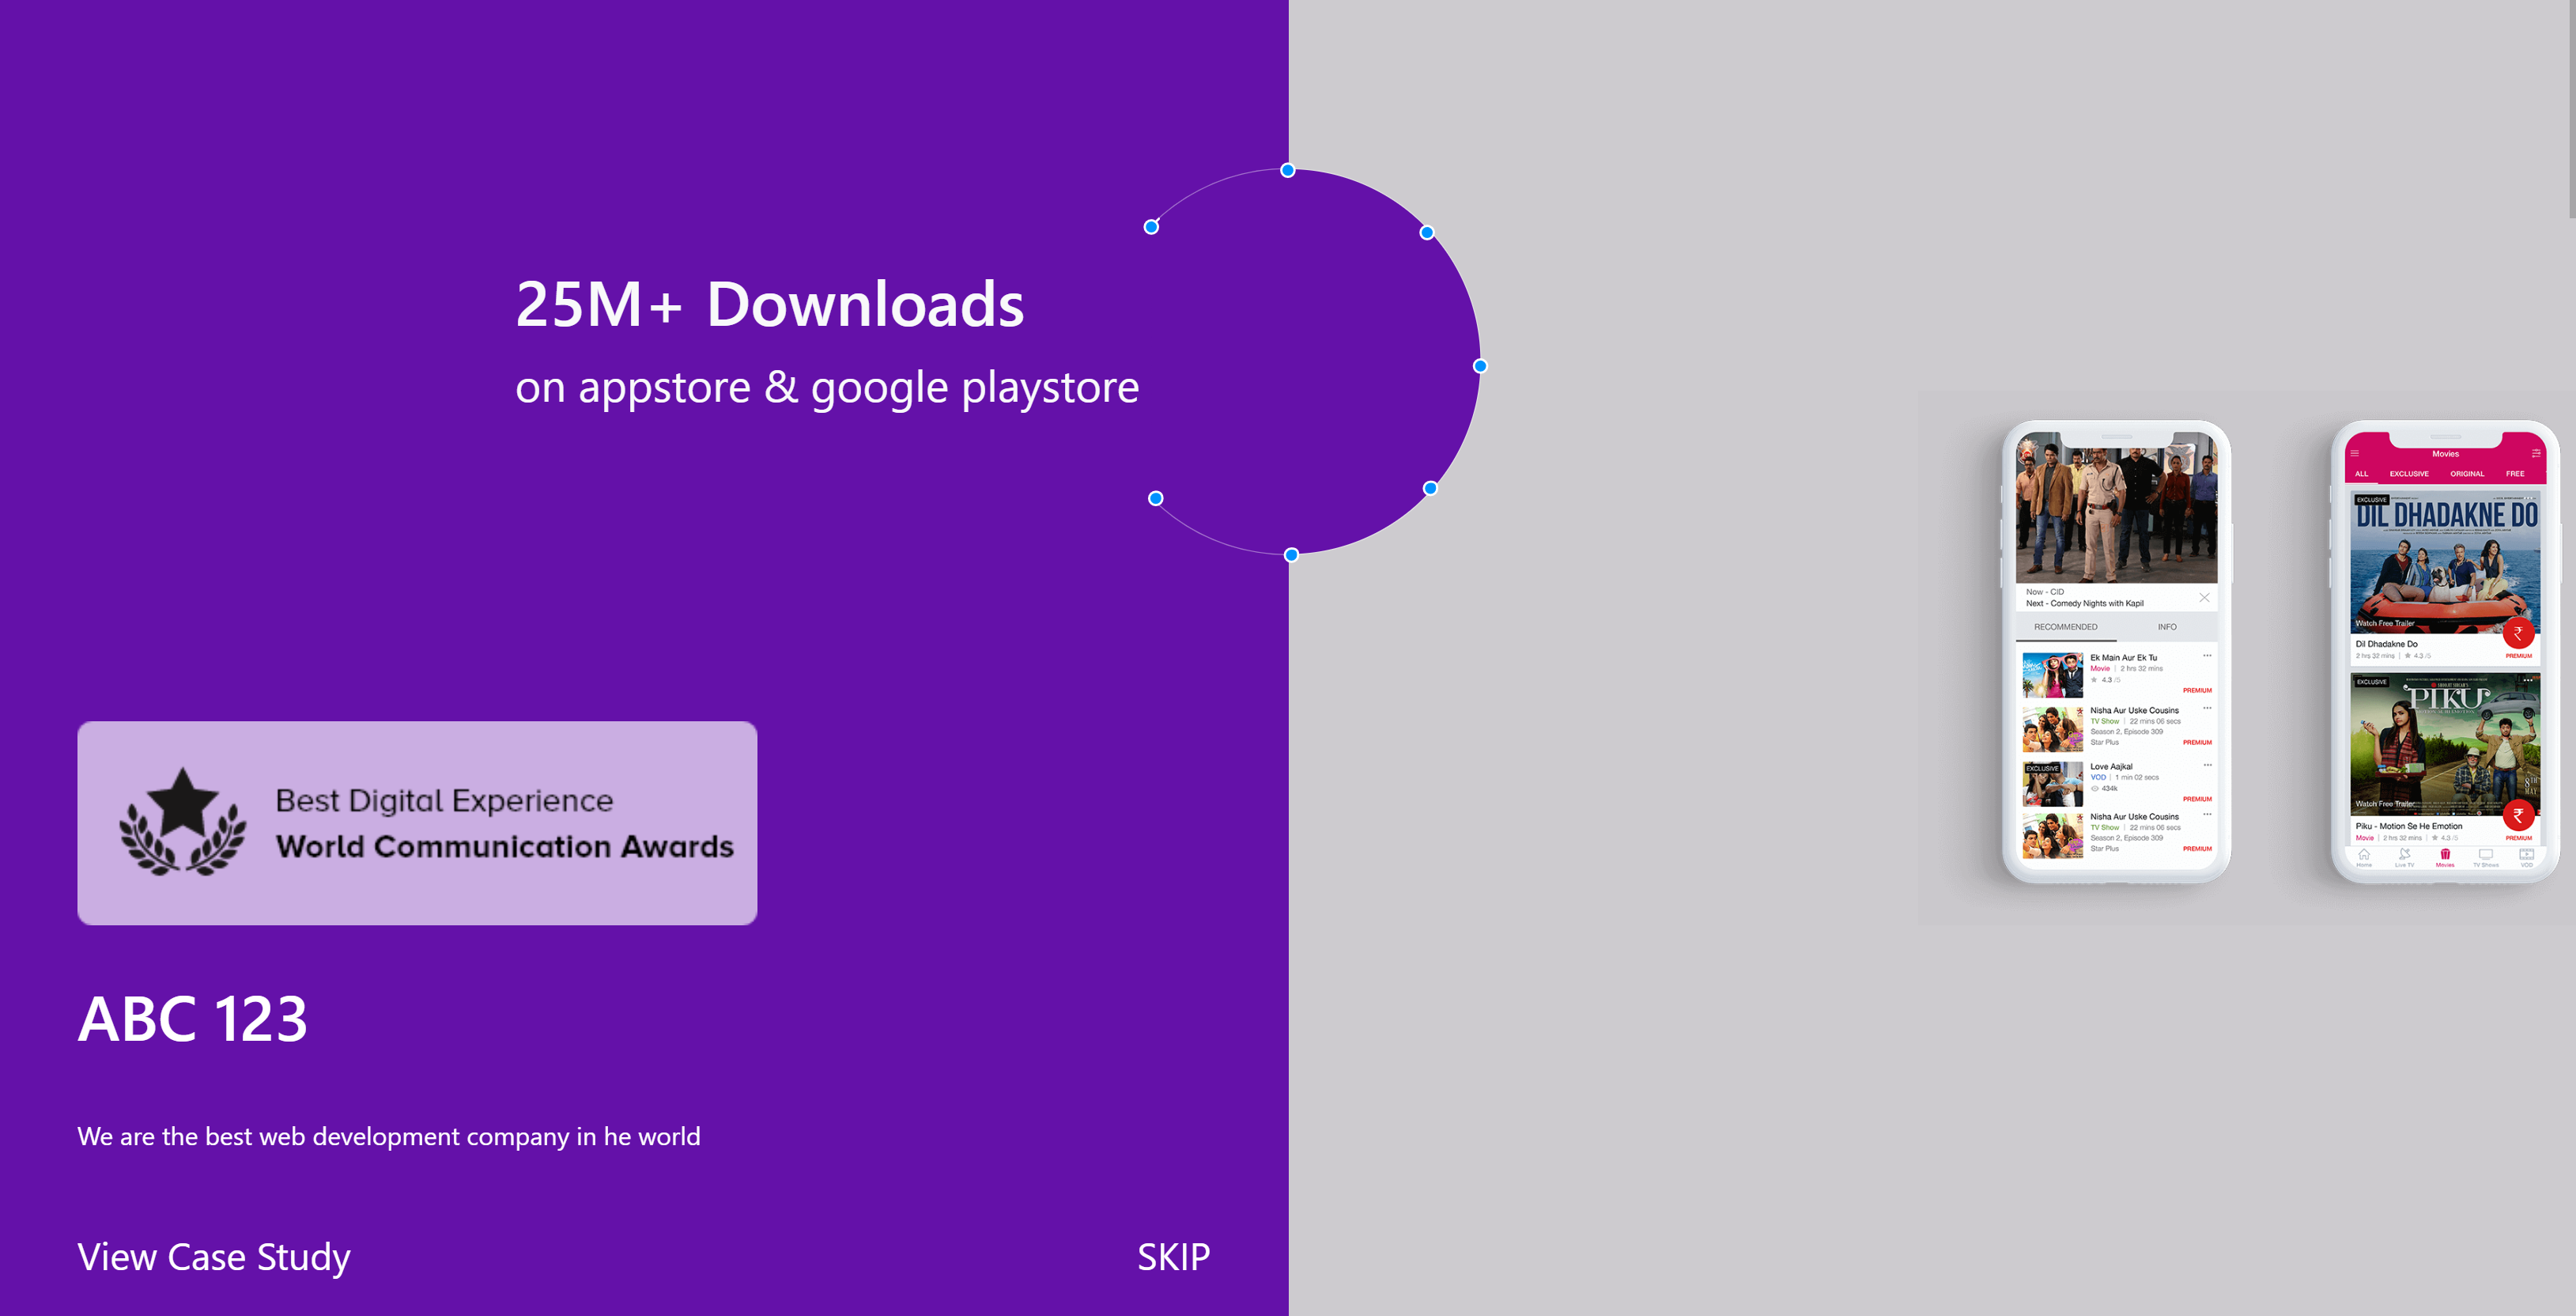 25M+ Downloads
on appstore & google playstore
Best Digital Experience
World Communication Awards
ABC 123
We are the best web development company in he world
View Case Study
SKIP
Now - CID
Next - Comedy Nights with Kapil
RECOMMENDED INFO
Ek Main Aur Ek Tu
Movie | 2 hrs 32 mins
4.3 /5
PREMIUM
Nisha Aur Uske Cousins
TV Show | 22 mins 06 secs
Season 2, Episode 309
Star Plus PREMIUM
EXCLUSIVE
Love Aajkal
VOD | 1 min 02 secs
434k
PREMIUM
Nisha Aur Uske Cousins
TV Show | 22 mins 06 secs
Season 2, Episode 309
Star Plus PREMIUM
Movies
ALL EXCLUSIVE ORIGINAL FREE
EXCLUSIVE
DIL DHADAKNE DO
Watch Free Trailer
₹
Dil Dhadakne Do
2 hrs 32 mins | 4.3 /5 PREMIUM
EXCLUSIVE
PIKU
8TH
MAY
Watch Free Trailer
₹
Piku - Motion Se He Emotion
Movie | 2 hrs 32 mins | 4.3 /5 PREMIUM
Home Live TV Movies TV Shows VOD